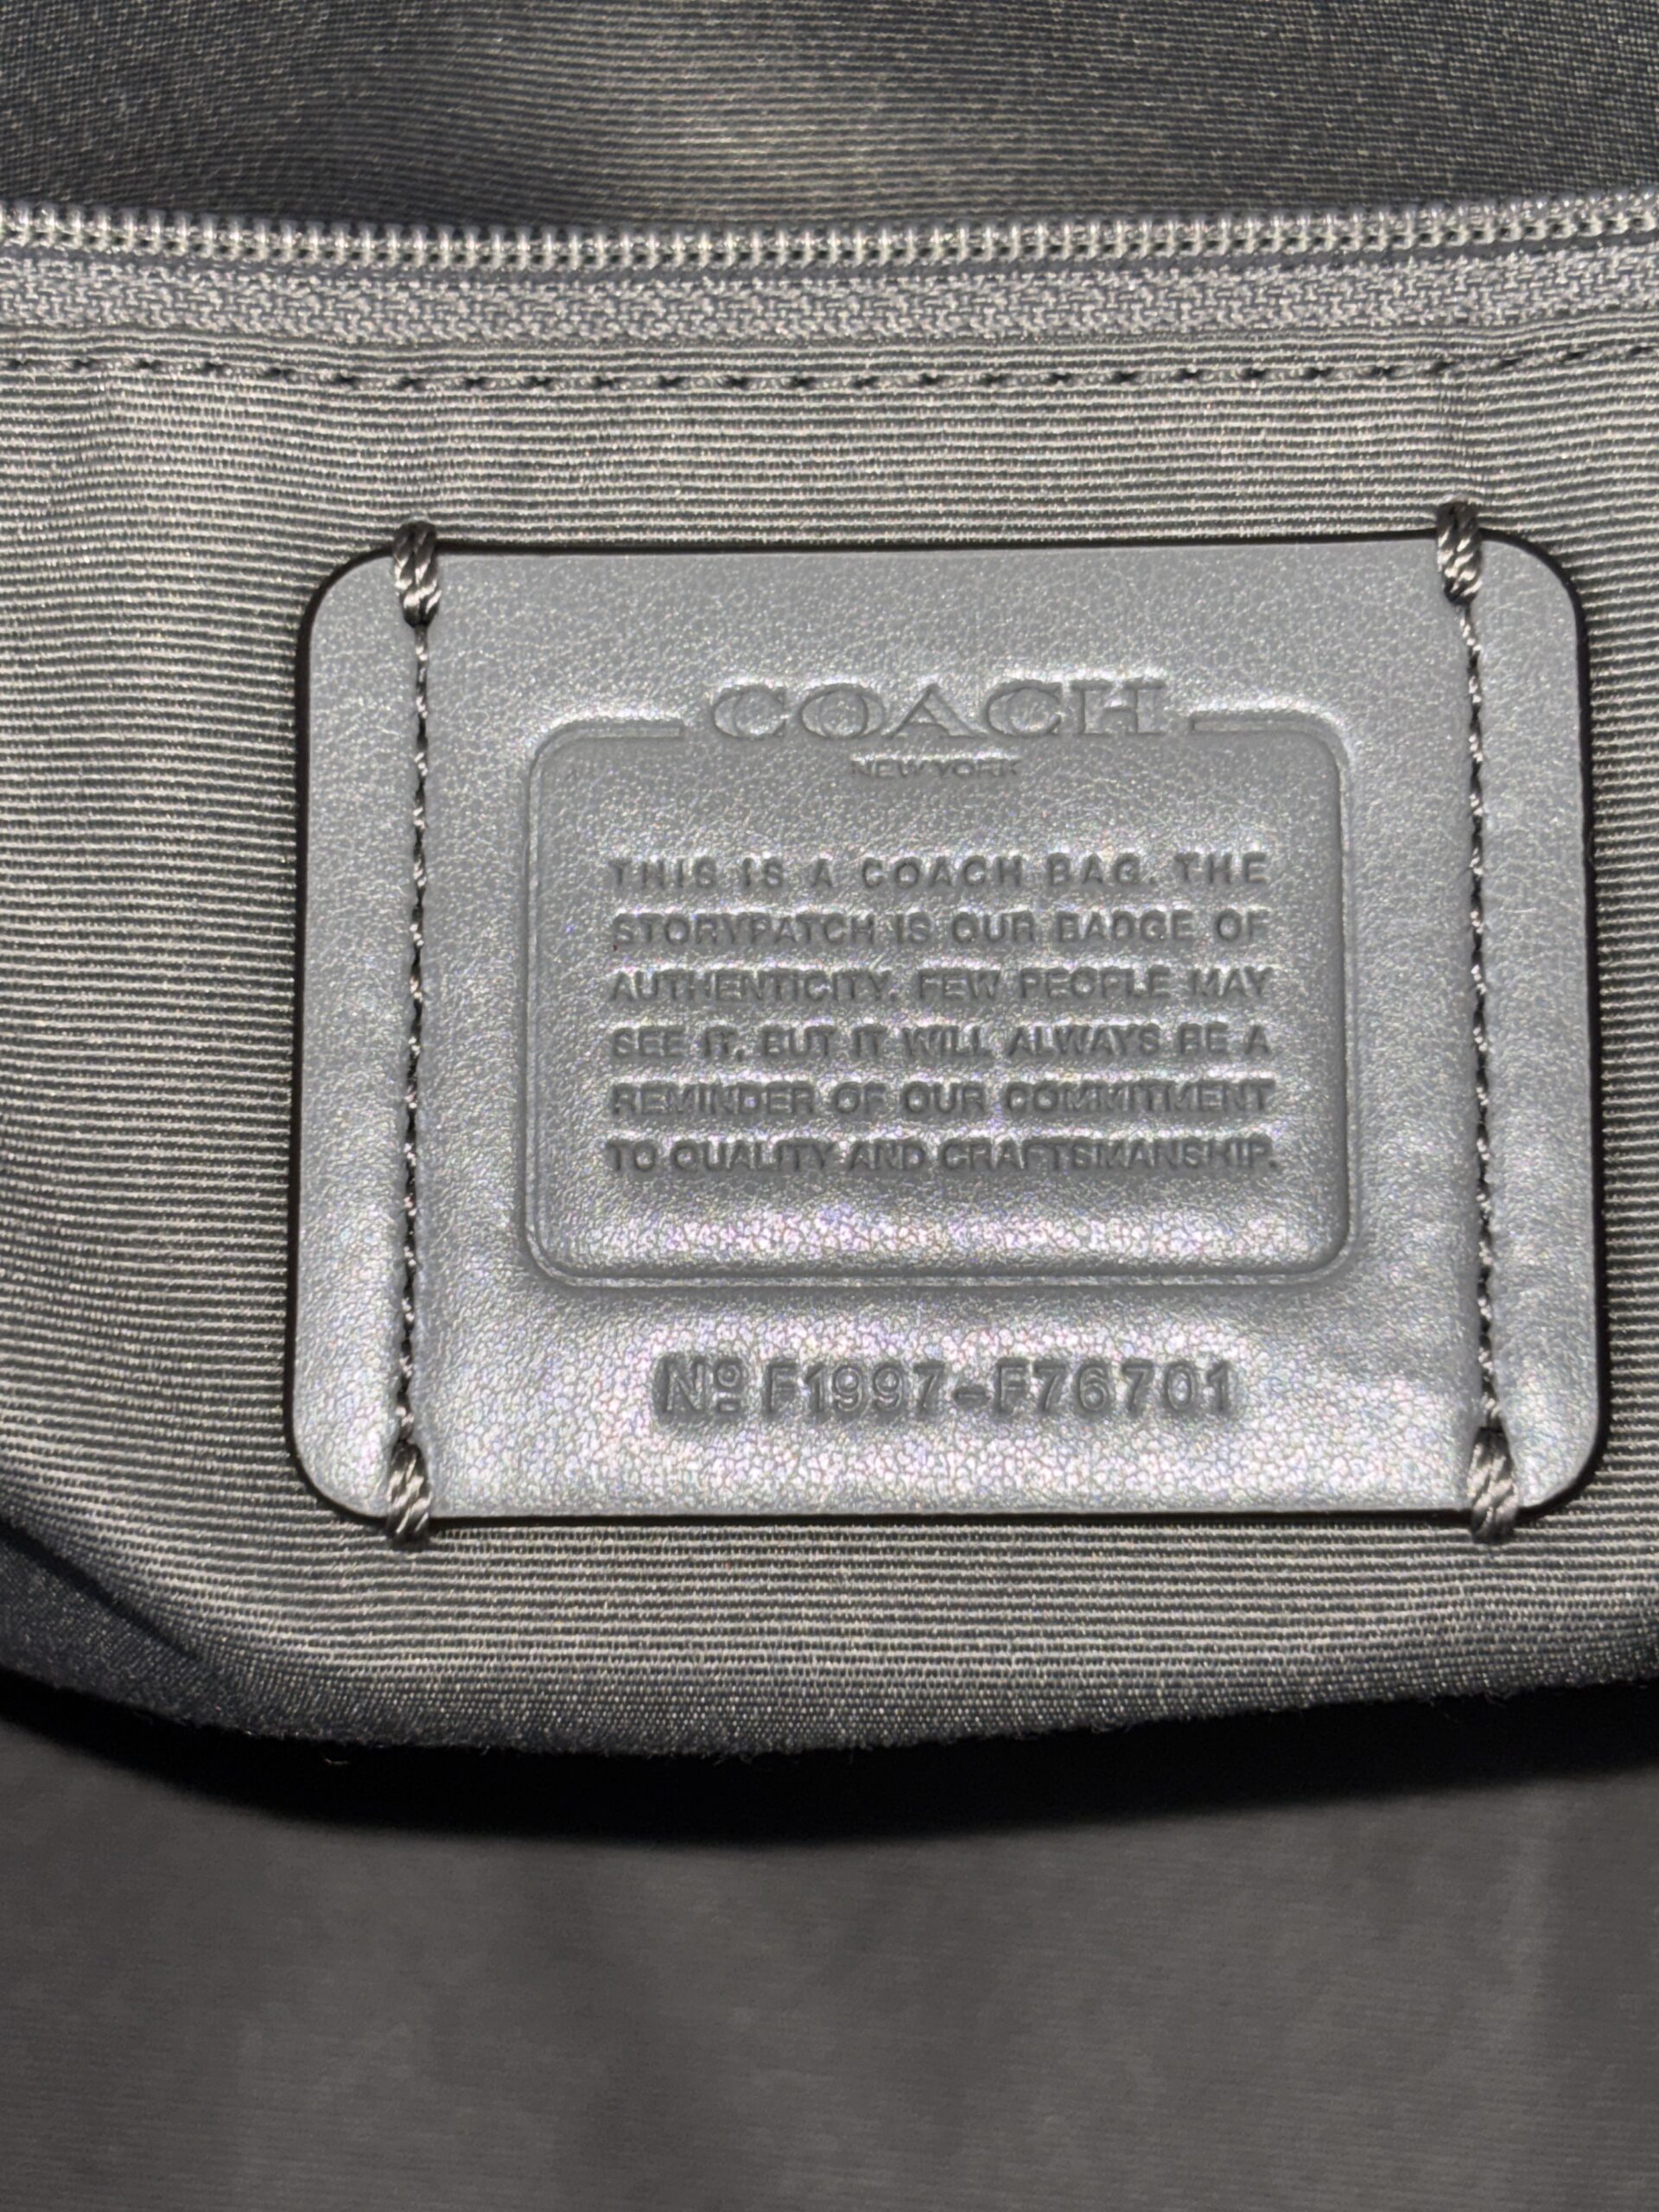 COACH
NEW YORK
THIS IS A COACH BAG. THE
STORYPATCH IS OUR BADGE OF
AUTHENTICITY. FEW PEOPLE MAY
SEE IT. BUT IT WILL ALWAYS BE A
REMINDER OF OUR COMMITMENT
TO QUALITY AND CRAFTSMANSHIP.
Nº F1997-F76701